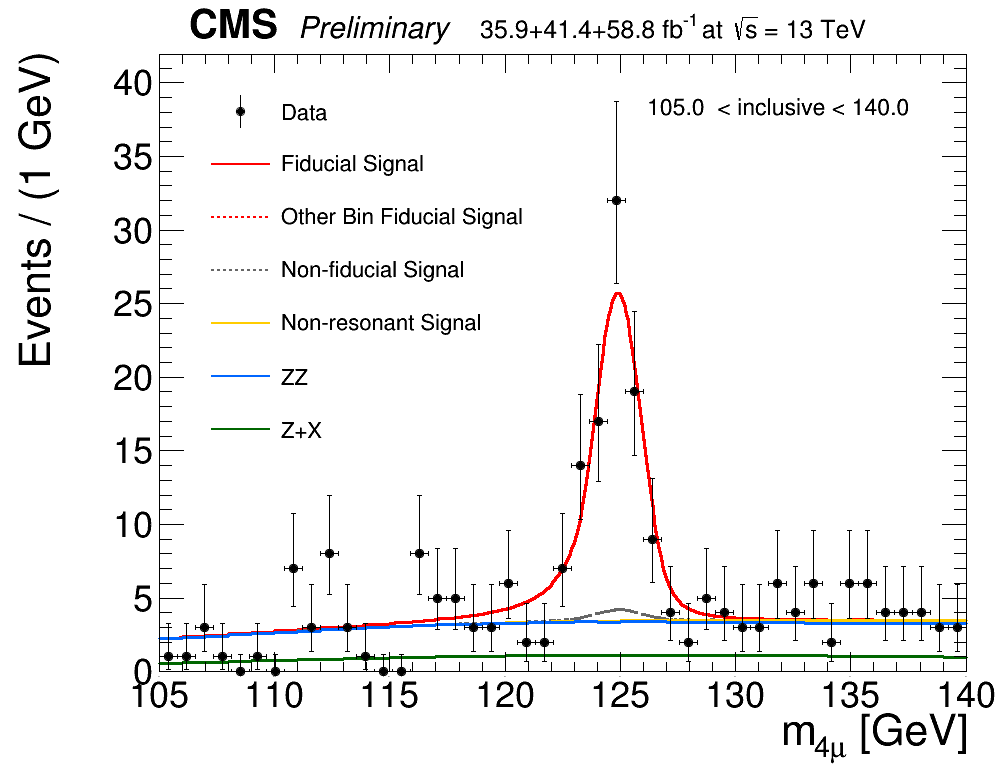 CMS Preliminary 35.9+41.4+58.8 fb⁻¹ at √s = 13 TeV
Events / (1 GeV)
105.0 < inclusive < 140.0
Data
Fiducial Signal
Other Bin Fiducial Signal
Non-fiducial Signal
Non-resonant Signal
ZZ
Z+X
40
35
30
25
20
15
10
5
0
105 110 115 120 125 130 135 140
m4μ [GeV]